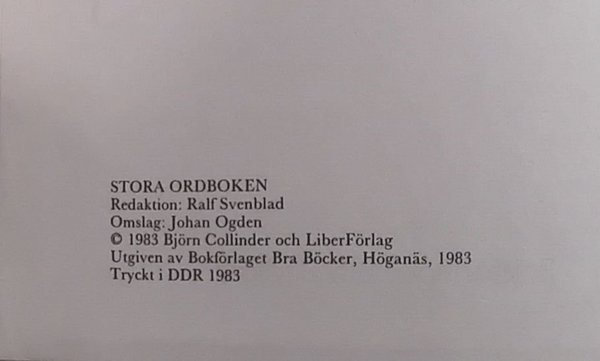 STORA ORDBOKEN
Redaktion: Ralf Svenblad
Omslag: Johan Ogden
© 1983 Björn Collinder och LiberFörlag
Utgiven av Bokförlaget Bra Böcker, Höganäs, 1983
Tryckt i DDR 1983